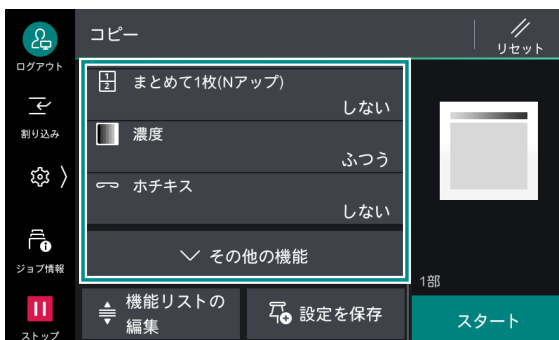 コピー
リセット
ログアウト
割り込み
ジョブ情報
ストップ
1
2
まとめて1枚(Nアップ)
しない
濃度
ふつう
ホチキス
しない
その他の機能
機能リストの
編集
設定を保存
1部
スタート